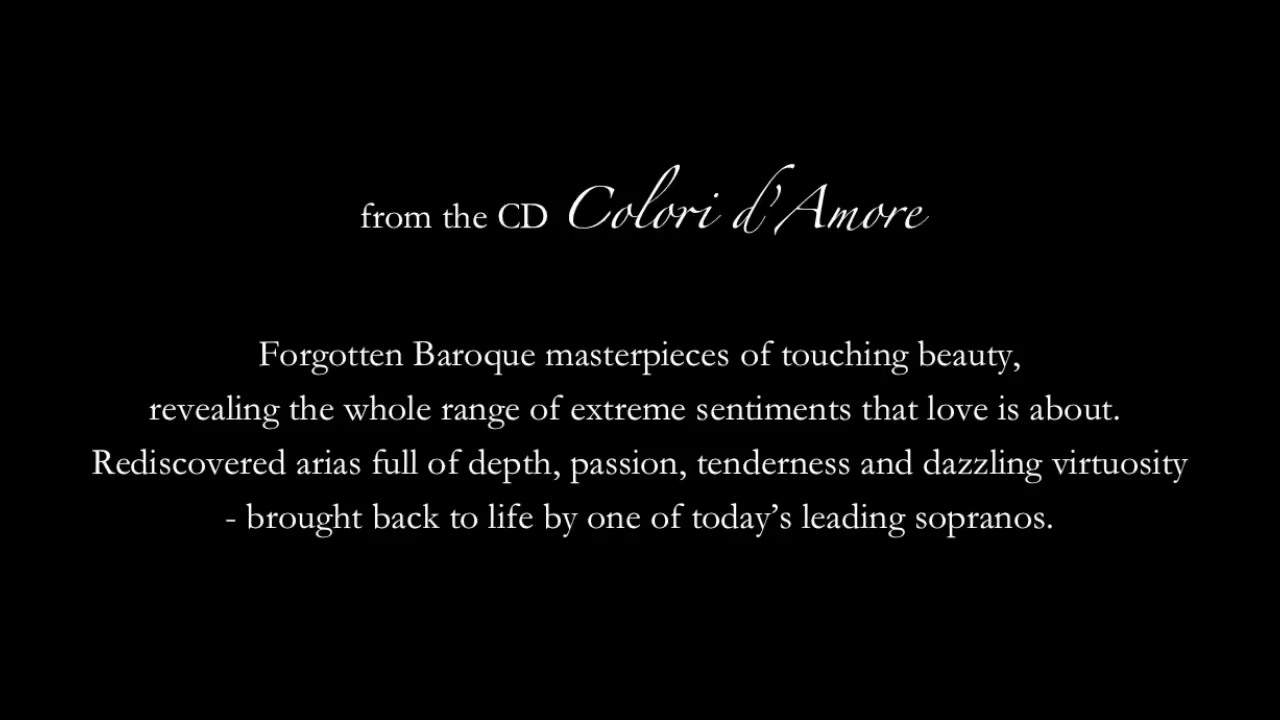 from the CD Colori d’Amore
Forgotten Baroque masterpieces of touching beauty,
revealing the whole range of extreme sentiments that love is about.
Rediscovered arias full of depth, passion, tenderness and dazzling virtuosity
- brought back to life by one of today’s leading sopranos.